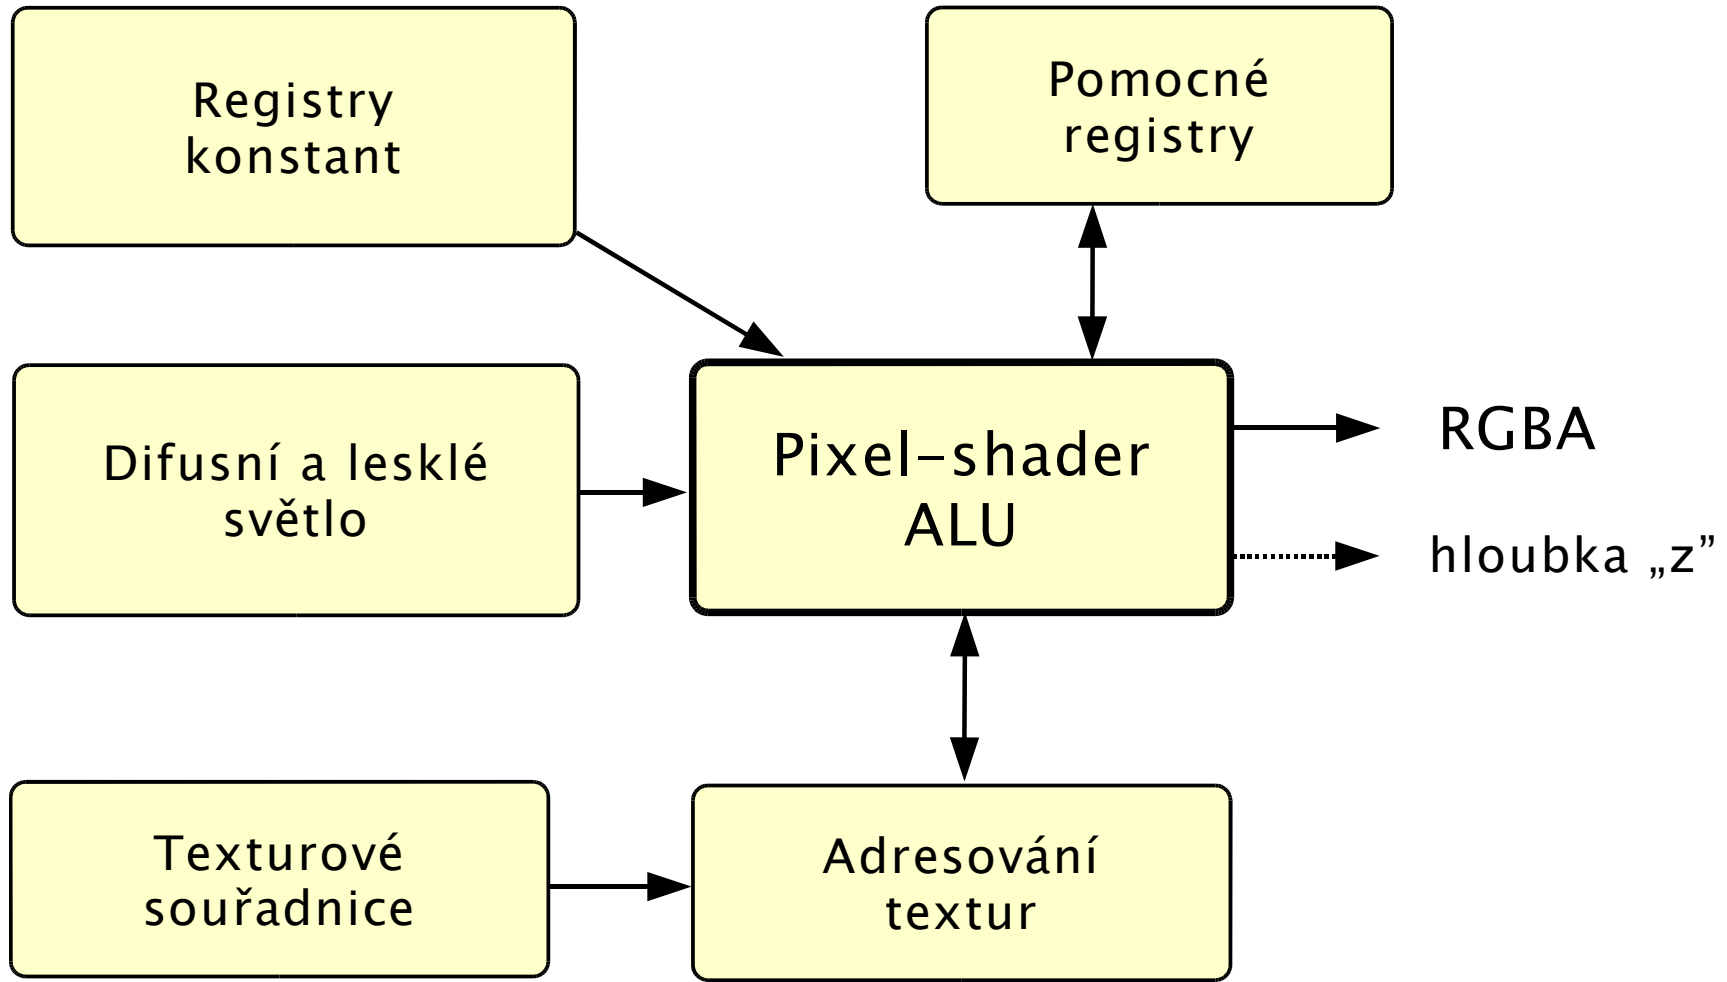 Registry
konstant
Pomocné
registry
Difusní a lesklé
světlo
Pixel-shader
ALU
RGBA
hloubka „z”
Texturové
souřadnice
Adresování
textur